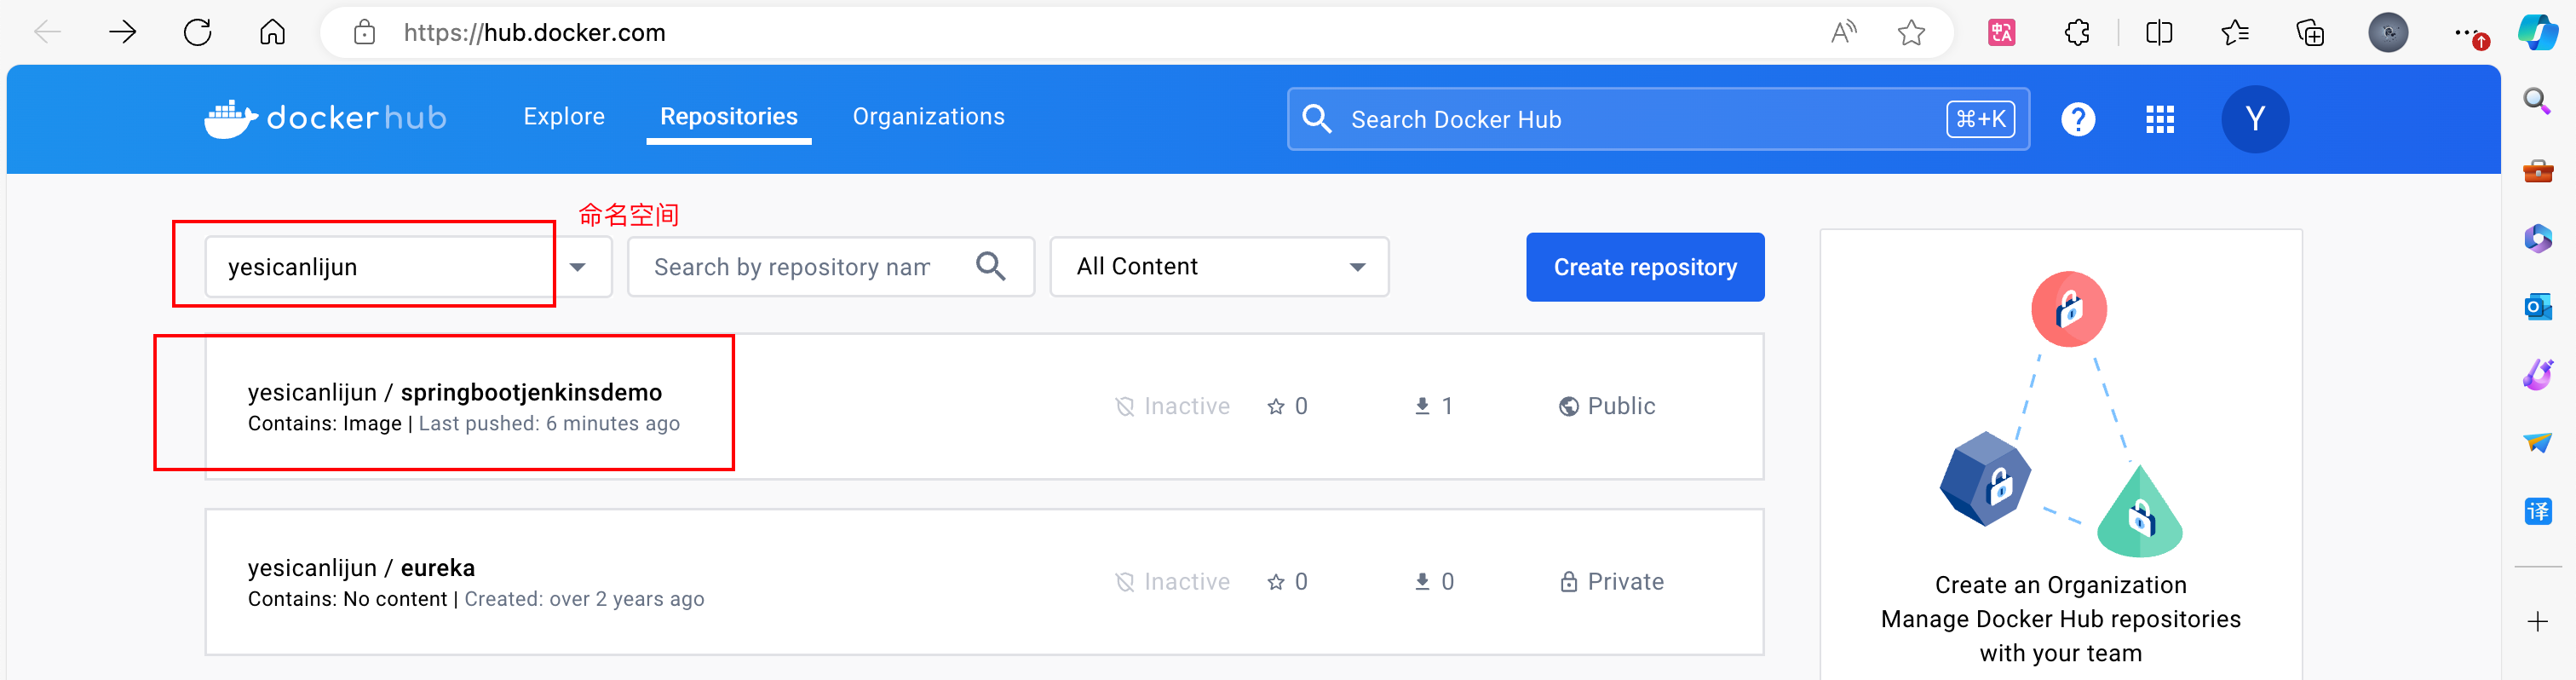 https://hub.docker.com
dockerhub
Explore
Repositories
Organizations
Search Docker Hub
⌘+K
Y
命名空间
yesicanlijun
Search by repository nam
All Content
Create repository
yesicanlijun / springbootjenkinsdemo
Contains: Image | Last pushed: 6 minutes ago
Inactive
0
1
Public
yesicanlijun / eureka
Contains: No content | Created: over 2 years ago
Inactive
0
0
Private
Create an Organization
Manage Docker Hub repositories
with your team
译